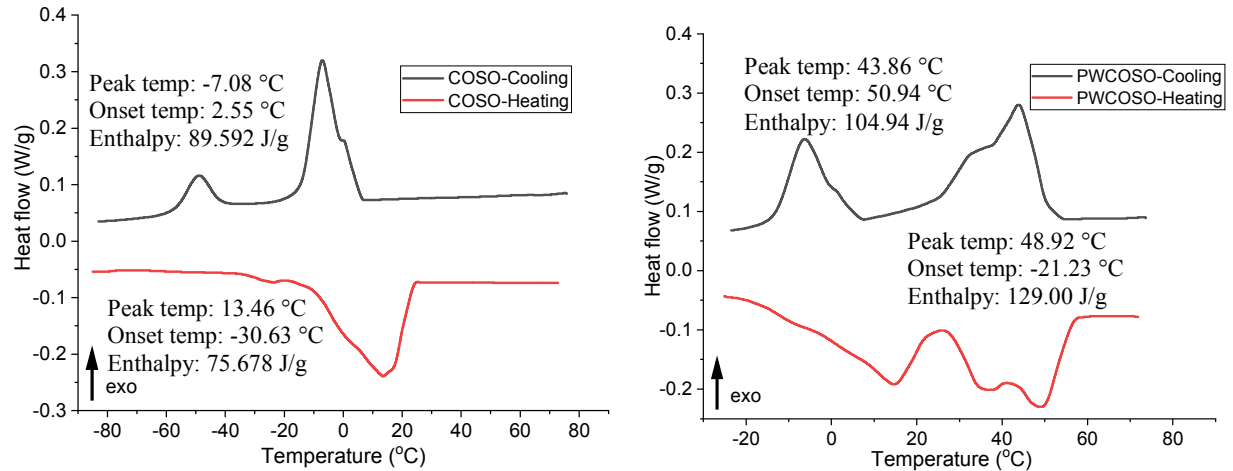 0.4
0.3
0.2
0.1
0.0
-0.1
-0.2
-0.3
Heat flow (W/g)
Peak temp: -7.08 °C
Onset temp: 2.55 °C
Enthalpy: 89.592 J/g
COSO-Cooling
COSO-Heating
Peak temp: 13.46 °C
Onset temp: -30.63 °C
Enthalpy: 75.678 J/g
exo
-80 -60 -40 -20 0 20 40 60 80
Temperature (°C)
0.4
0.3
0.2
0.1
0.0
-0.1
-0.2
Heat flow (W/g)
Peak temp: 43.86 °C
Onset temp: 50.94 °C
Enthalpy: 104.94 J/g
PWCOSO-Cooling
PWCOSO-Heating
Peak temp: 48.92 °C
Onset temp: -21.23 °C
Enthalpy: 129.00 J/g
exo
-20 0 20 40 60 80
Temperature (°C)